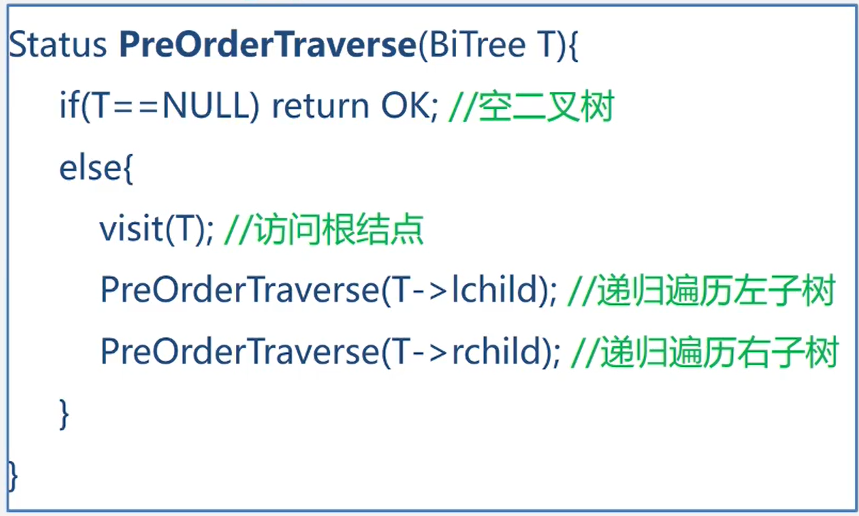 Status PreOrderTraverse(BiTree T){
if(T==NULL) return OK; //空二叉树
else{
visit(T); //访问根结点
PreOrderTraverse(T->lchild); //递归遍历左子树
PreOrderTraverse(T->rchild); //递归遍历右子树
}
}